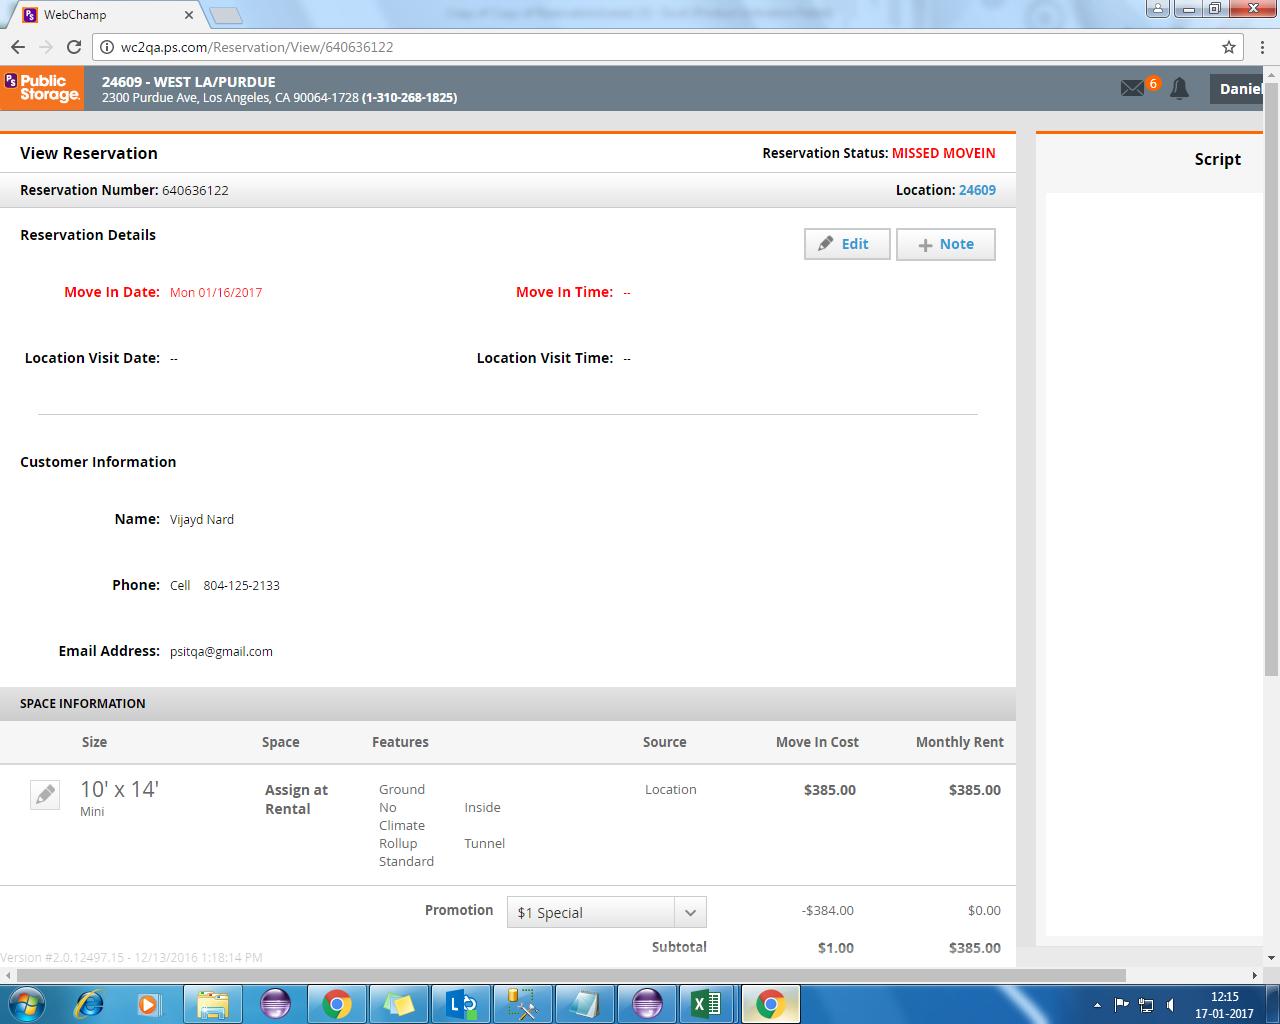 WebChamp
wc2qa.ps.com/Reservation/View/640636122
PS Public Storage.
24609 - WEST LA/PURDUE
2300 Purdue Ave, Los Angeles, CA 90064-1728 (1-310-268-1825)
6
Daniel
View Reservation
Reservation Status: MISSED MOVEIN
Script
Reservation Number: 640636122
Location: 24609
Reservation Details
Edit
Note
Move In Date: Mon 01/16/2017
Move In Time: --
Location Visit Date: --
Location Visit Time: --
Customer Information
Name: Vijayd Nard
Phone: Cell 804-125-2133
Email Address: psitqa@gmail.com
SPACE INFORMATION
Size Space Features Source Move In Cost Monthly Rent
10' x 14'
Mini
Assign at
Rental
Ground
No Inside
Climate
Rollup Tunnel
Standard
Location
$385.00
$385.00
Promotion $1 Special -$384.00 $0.00
Subtotal $1.00 $385.00
Version #2.0.12497.15 - 12/13/2016 1:18:14 PM
12:15
17-01-2017